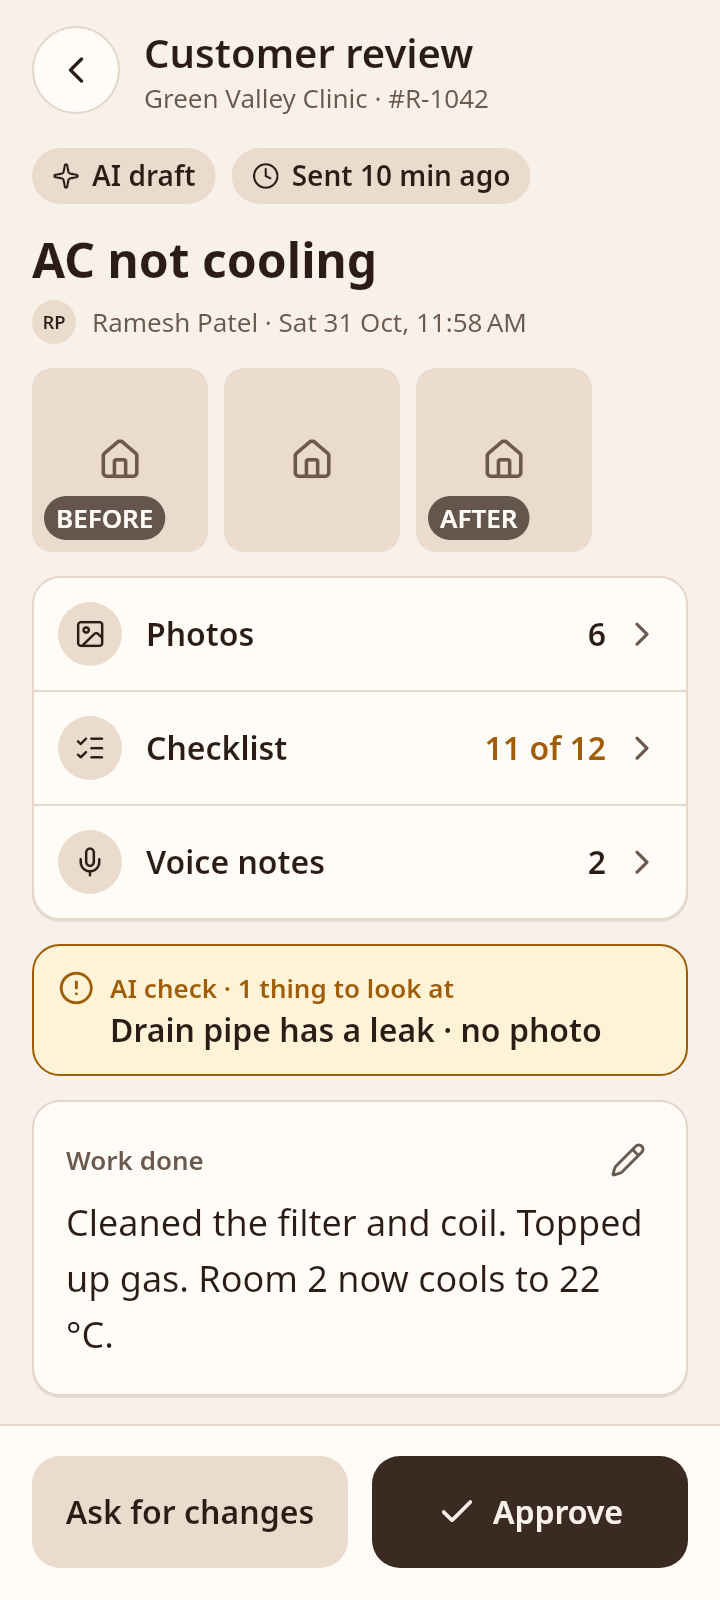 Customer review
Green Valley Clinic · #R-1042
AI draft
Sent 10 min ago
AC not cooling
RP
Ramesh Patel · Sat 31 Oct, 11:58 AM
BEFORE
AFTER
Photos
6
Checklist
11 of 12
Voice notes
2
AI check · 1 thing to look at
Drain pipe has a leak · no photo
Work done
Cleaned the filter and coil. Topped
up gas. Room 2 now cools to 22
°C.
Ask for changes
Approve